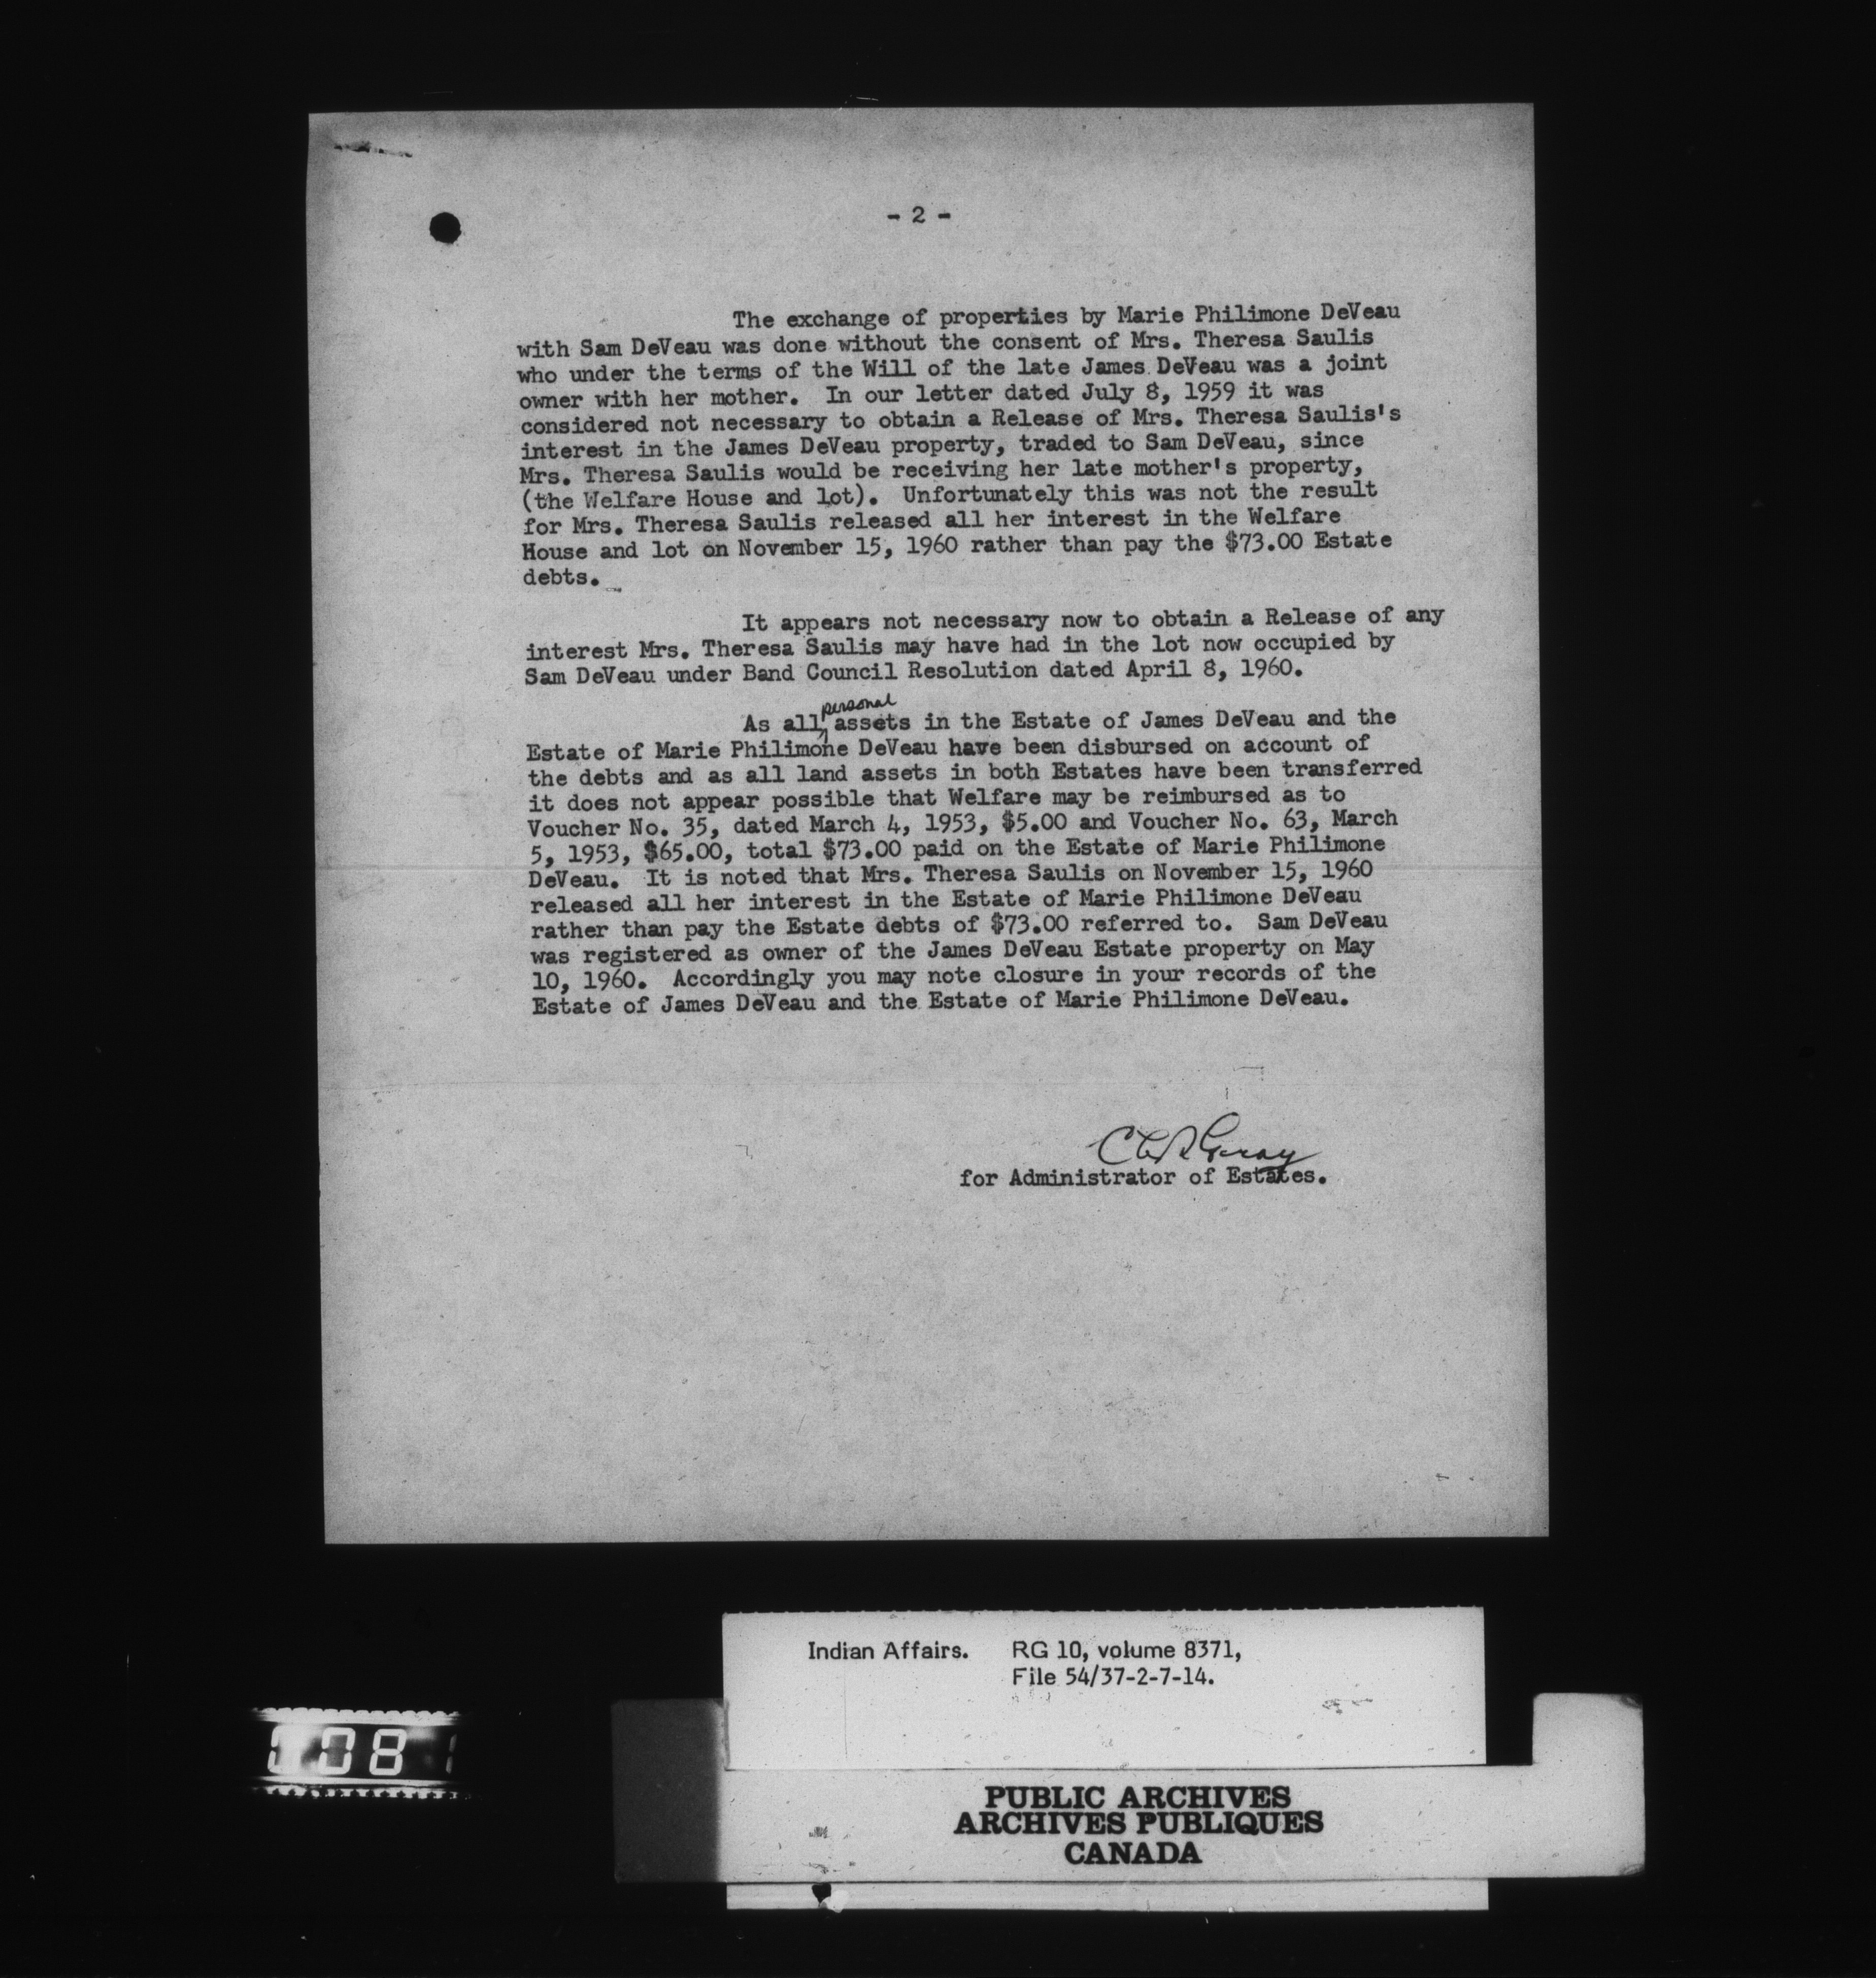 - 2 -
The exchange of properties by Marie Philimone DeVeau
with Sam DeVeau was done without the consent of Mrs. Theresa Saulis
who under the terms of the Will of the late James DeVeau was a joint
owner with her mother. In our letter dated July 8, 1959 it was
considered not necessary to obtain a Release of Mrs. Theresa Saulis's
interest in the James DeVeau property, traded to Sam DeVeau, since
Mrs. Theresa Saulis would be receiving her late mother's property,
(the Welfare House and lot). Unfortunately this was not the result
for Mrs. Theresa Saulis released all her interest in the Welfare
House and lot on November 15, 1960 rather than pay the $73.00 Estate
debts.
It appears not necessary now to obtain a Release of any
interest Mrs. Theresa Saulis may have had in the lot now occupied by
Sam DeVeau under Band Council Resolution dated April 8, 1960.
personal
As all assets in the Estate of James DeVeau and the
Estate of Marie Philimone DeVeau have been disbursed on account of
the debts and as all land assets in both Estates have been transferred
it does not appear possible that Welfare may be reimbursed as to
Voucher No. 35, dated March 4, 1953, $5.00 and Voucher No. 63, March
5, 1953, $65.00, total $73.00 paid on the Estate of Marie Philimone
DeVeau. It is noted that Mrs. Theresa Saulis on November 15, 1960
released all her interest in the Estate of Marie Philimone DeVeau
rather than pay the Estate debts of $73.00 referred to. Sam DeVeau
was registered as owner of the James DeVeau Estate property on May
10, 1960. Accordingly you may note closure in your records of the
Estate of James DeVeau and the Estate of Marie Philimone DeVeau.
Gray
for Administrator of Estates.
Indian Affairs. RG 10, volume 8371,
File 54/37-2-7-14.
PUBLIC ARCHIVES
ARCHIVES PUBLIQUES
CANADA